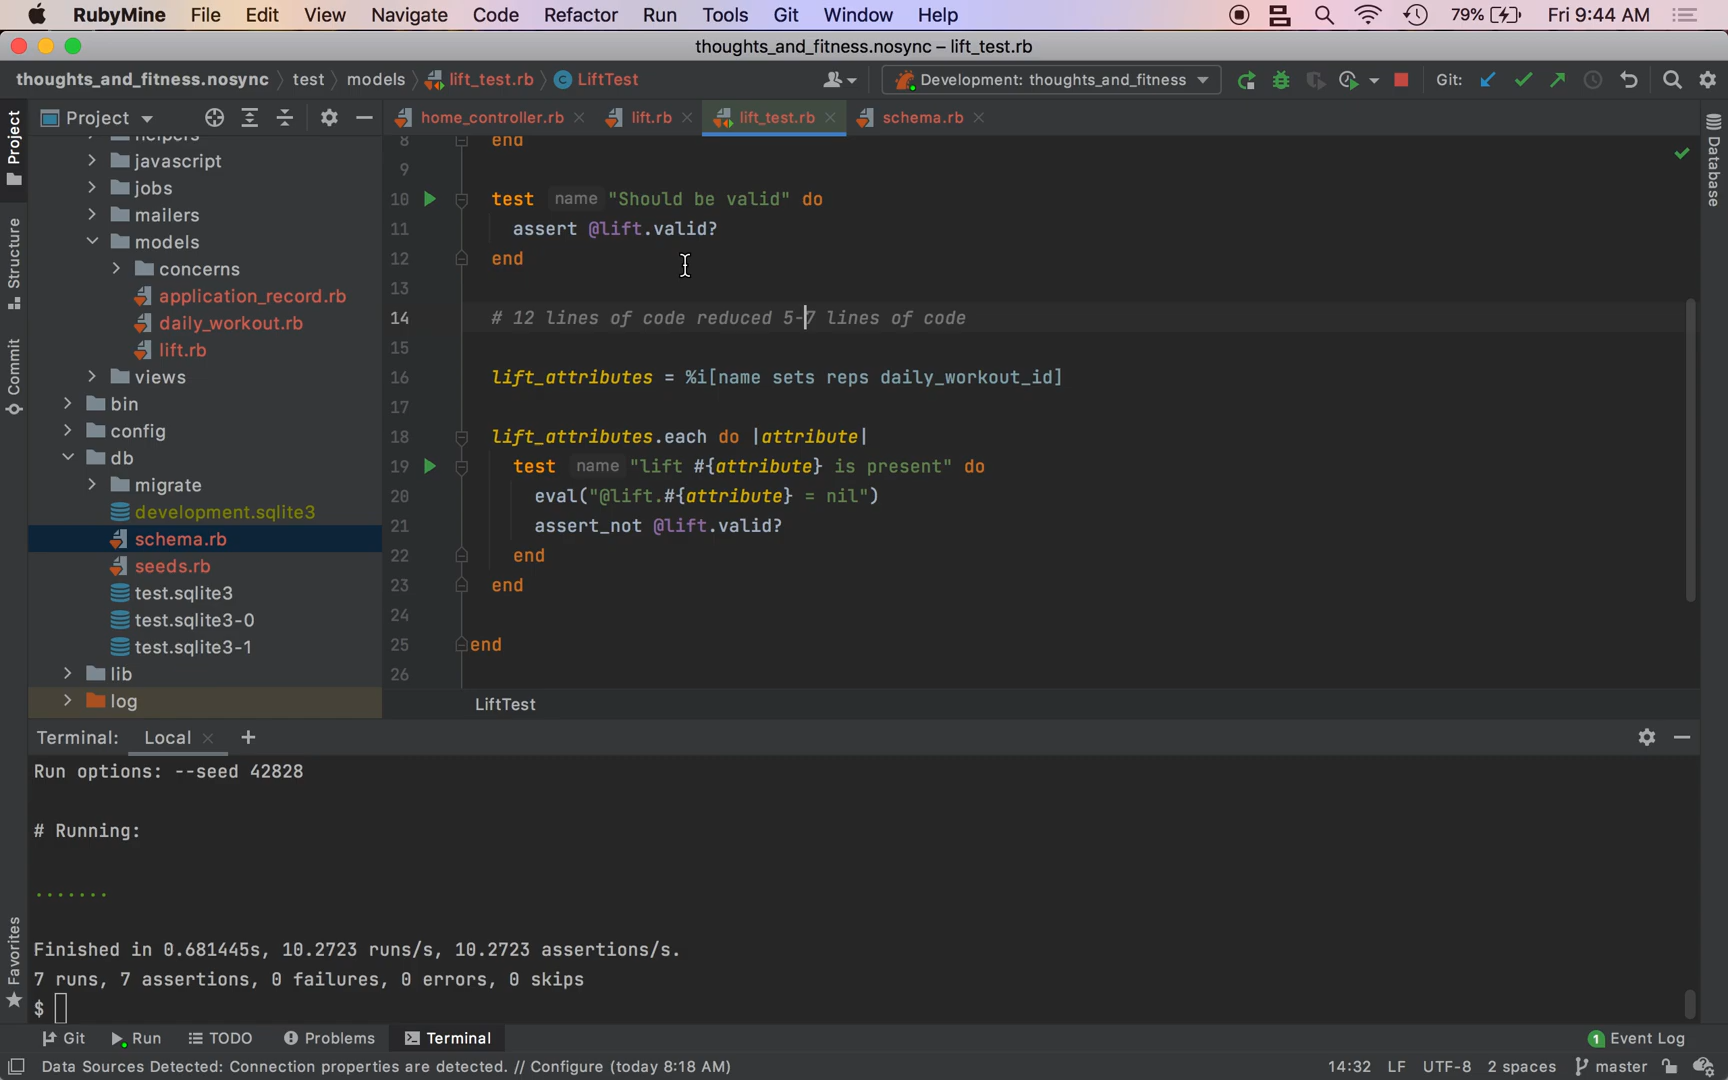 RubyMine File Edit View Navigate Code Refactor Run Tools Git Window Help 79% Fri 9:44 AM
thoughts_and_fitness.nosync – lift_test.rb
thoughts_and_fitness.nosync test models lift_test.rb LiftTest Development: thoughts_and_fitness Git:
Project home_controller.rb lift.rb lift_test.rb schema.rb
Project
Structure
Commit
Favorites
Database
helpers
javascript
jobs
mailers
models
concerns
application_record.rb
daily_workout.rb
lift.rb
views
bin
config
db
migrate
development.sqlite3
schema.rb
seeds.rb
test.sqlite3
test.sqlite3-0
test.sqlite3-1
lib
log
8 end
9
10 test name "Should be valid" do
11 assert @lift.valid?
12 end
13
14 # 12 lines of code reduced 5-7 lines of code
15
16 lift_attributes = %i[name sets reps daily_workout_id]
17
18 lift_attributes.each do |attribute|
19 test name "lift #{attribute} is present" do
20 eval("@lift.#{attribute} = nil")
21 assert_not @lift.valid?
22 end
23 end
24
25 end
26
LiftTest
Terminal: Local +
Run options: --seed 42828
# Running:
.......
Finished in 0.681445s, 10.2723 runs/s, 10.2723 assertions/s.
7 runs, 7 assertions, 0 failures, 0 errors, 0 skips
$
Git Run TODO Problems Terminal 1 Event Log
Data Sources Detected: Connection properties are detected. // Configure (today 8:18 AM) 14:32 LF UTF-8 2 spaces master